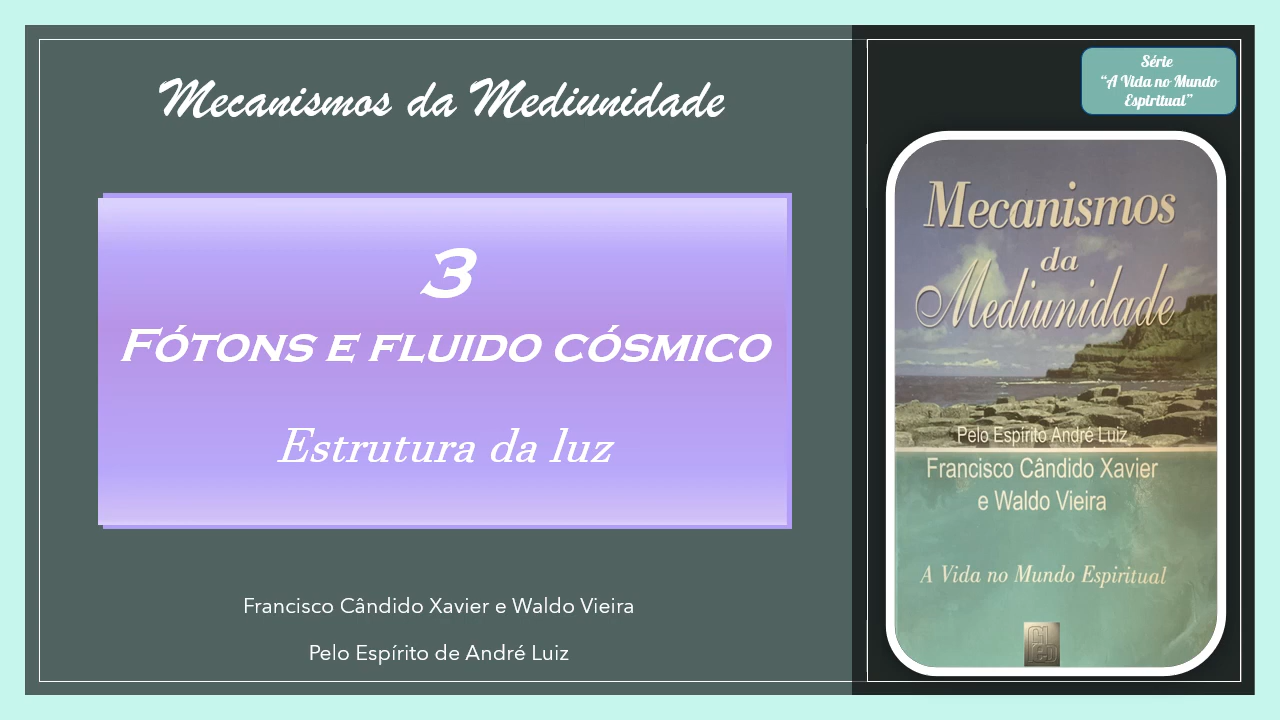 Mecanismos da Mediunidade
3
Fótons e fluido cósmico
Estrutura da luz
Francisco Cândido Xavier e Waldo Vieira
Pelo Espírito de André Luiz
Série
“A Vida no Mundo
Espiritual”
Mecanismos
da
Mediunidade
Pelo Espírito André Luiz
Francisco Cândido Xavier
e Waldo Vieira
A Vida no Mundo Espiritual